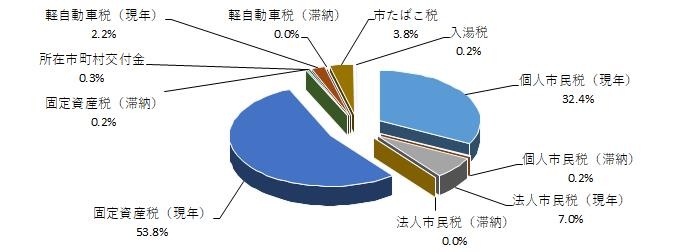 軽自動車税（現年）
2.2%
軽自動車税（滞納）
0.0%
市たばこ税
3.8%
入湯税
0.2%
所在市町村交付金
0.3%
固定資産税（滞納）
0.2%
個人市民税（現年）
32.4%
個人市民税（滞納）
0.2%
法人市民税（現年）
7.0%
法人市民税（滞納）
0.0%
固定資産税（現年）
53.8%